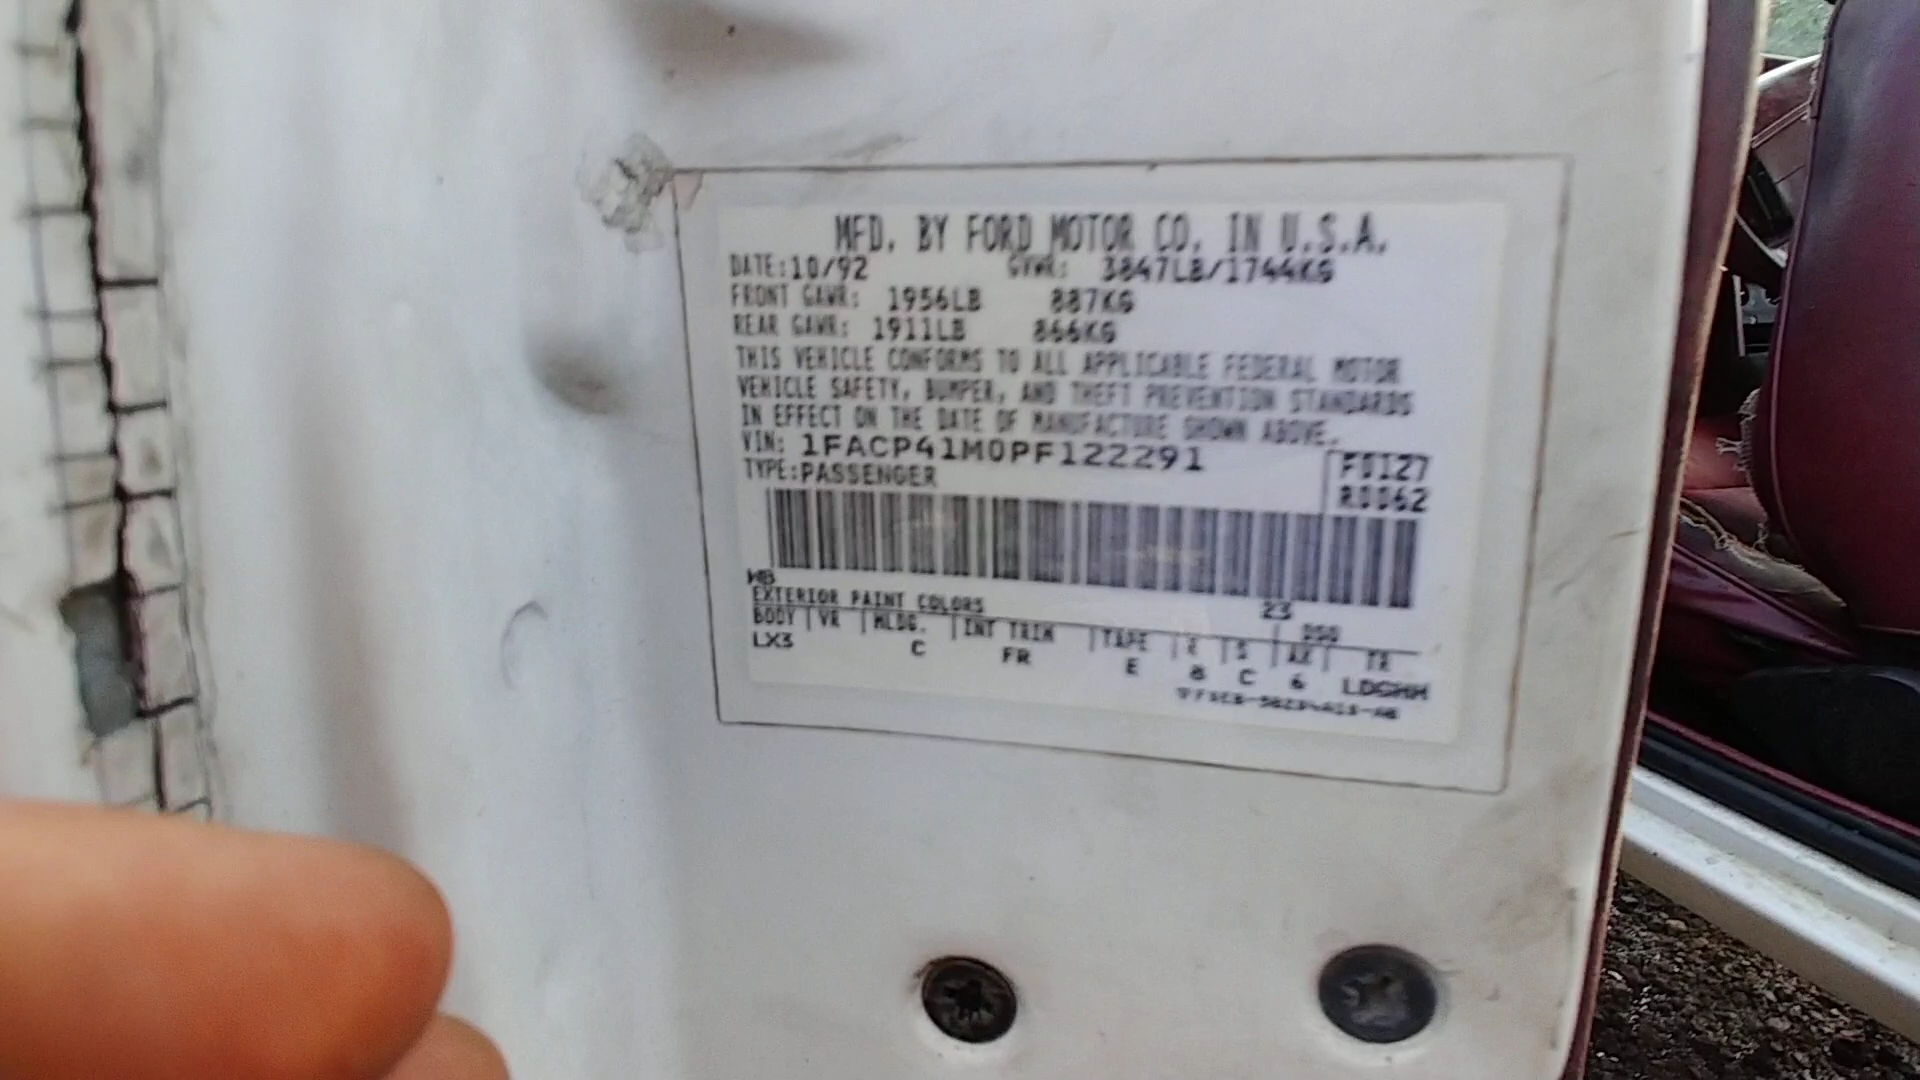 MFD. BY FORD MOTOR CO. IN U.S.A.
DATE:10/92 GVWR: 3847LB/1744KG
FRONT GAWR: 1956LB 887KG
REAR GAWR: 1911LB 866KG
THIS VEHICLE CONFORMS TO ALL APPLICABLE FEDERAL MOTOR
VEHICLE SAFETY, BUMPER, AND THEFT PREVENTION STANDARDS
IN EFFECT ON THE DATE OF MANUFACTURE SHOWN ABOVE.
VIN: 1FACP41M0PF122291
TYPE:PASSENGER
F0127
R0062
WB
EXTERIOR PAINT COLORS 23 DSO
BODY VR MLDG. INT TRIM TAPE R S AX TR
LX3 C FR E 8 C 6